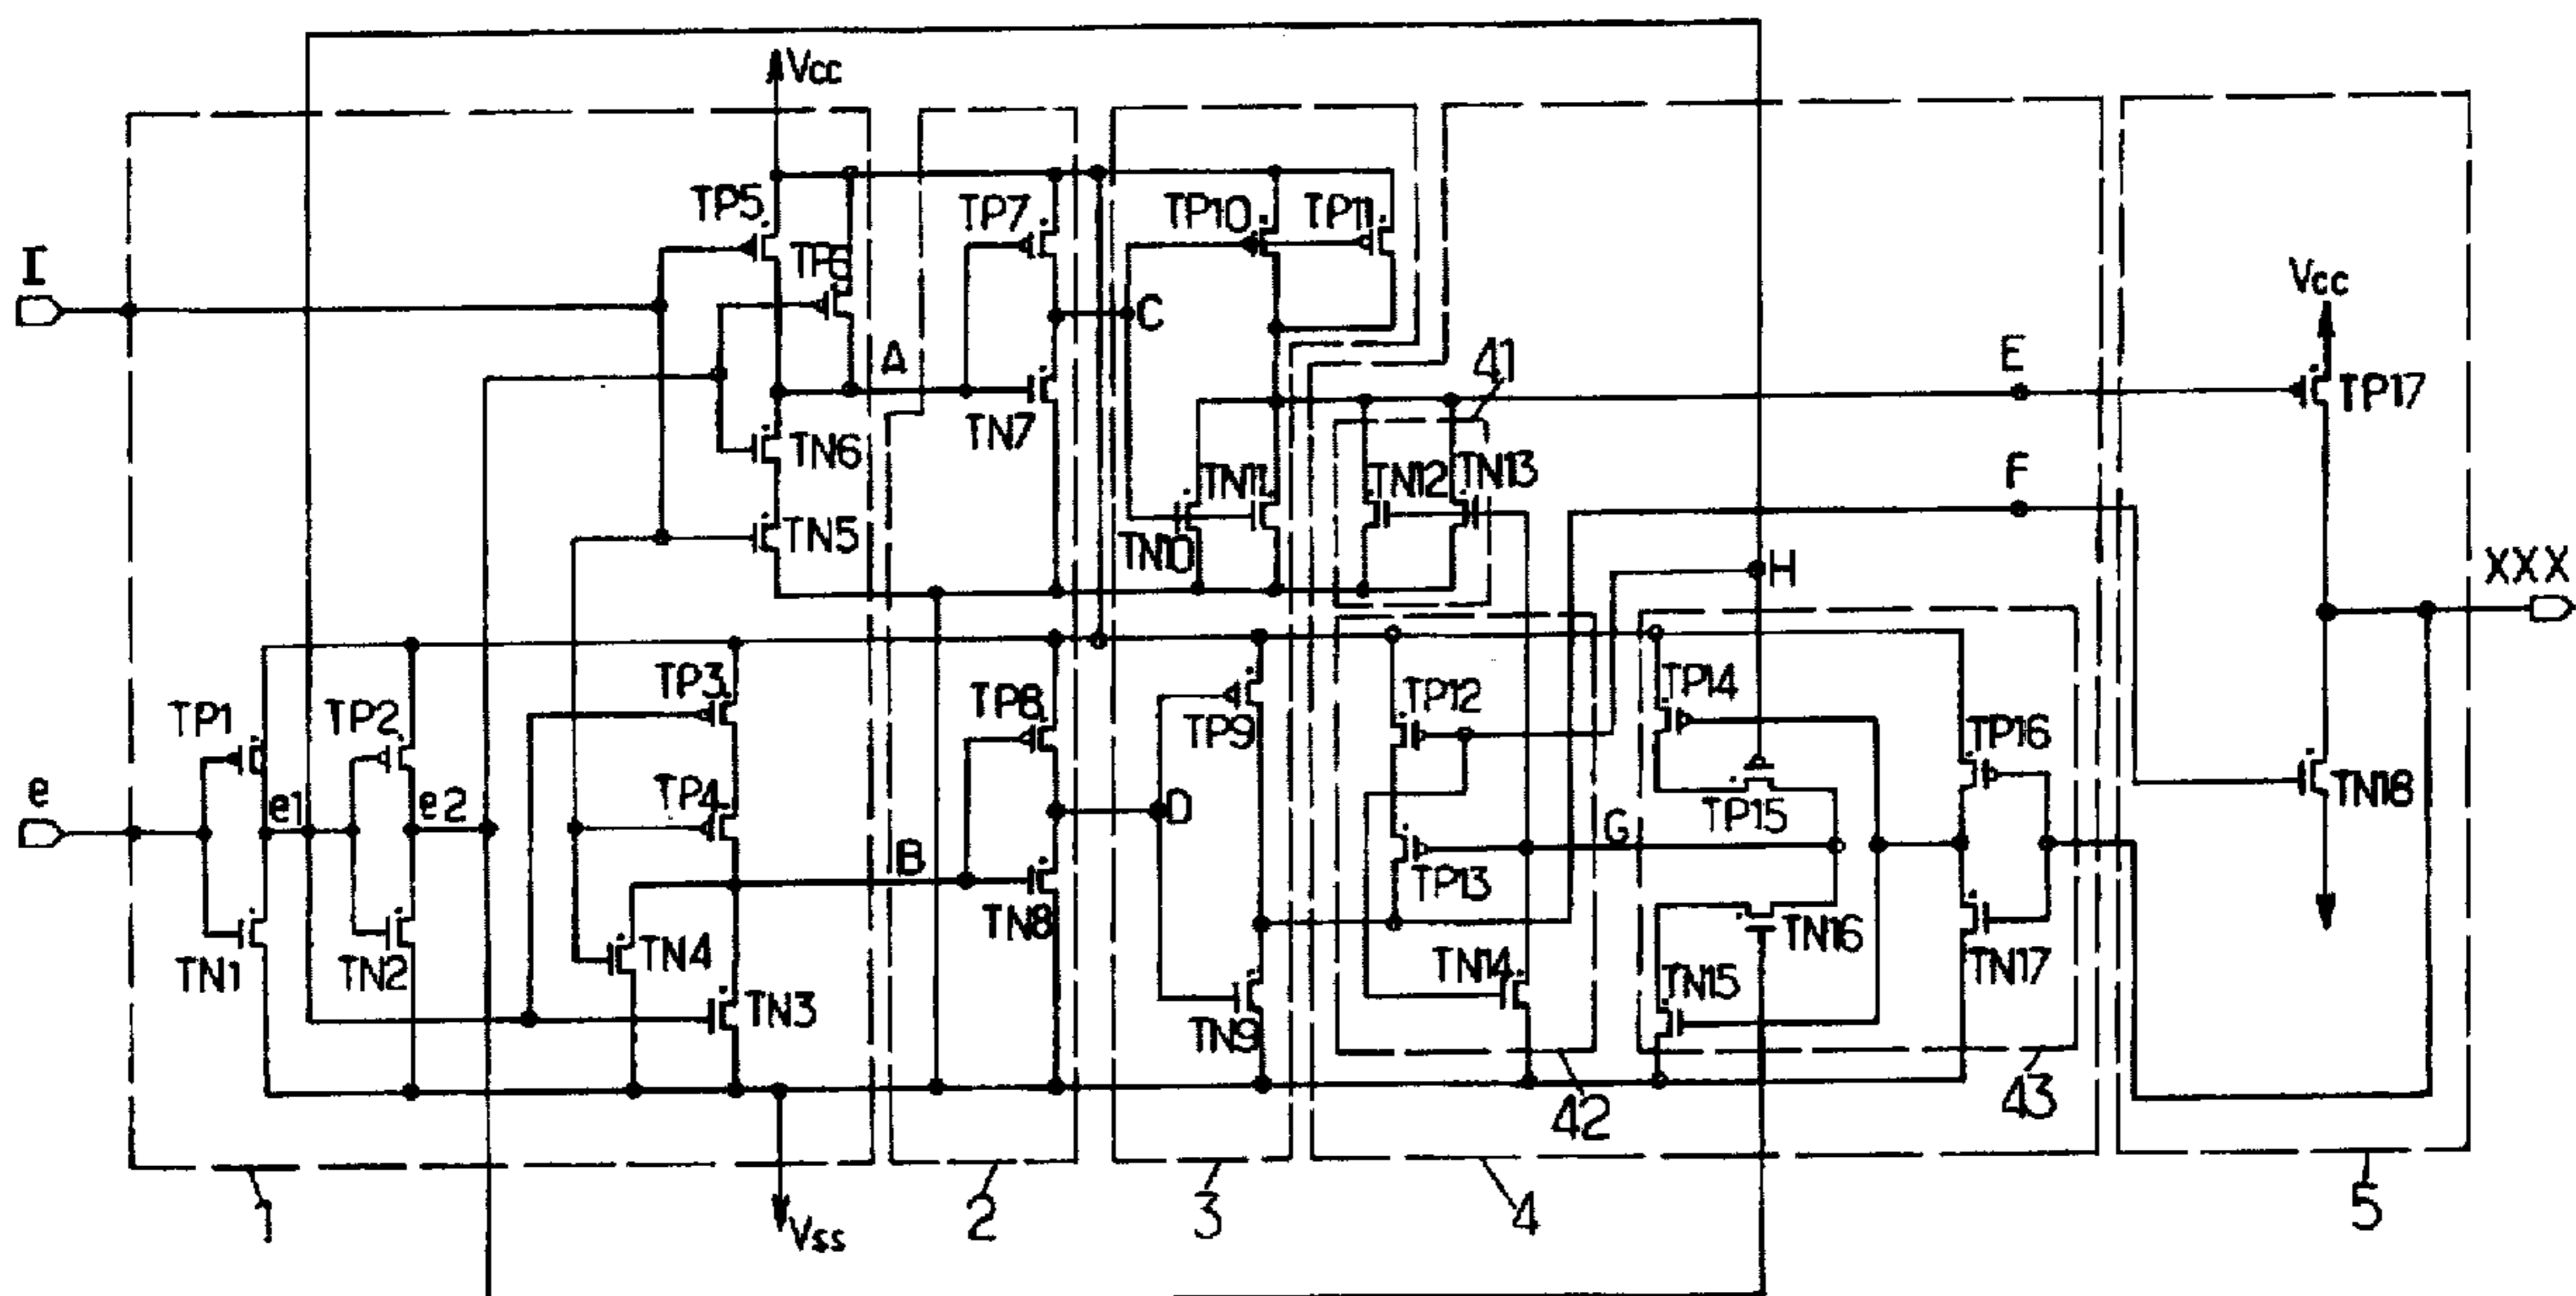 Vcc
TP5
TP7
TP10
TP11
I
TP6
Vcc
C
A
41
E
TP17
TN7
TN6
TN11
TN12
TN13
F
TN5
TN10
H
XXX
TP3
TP8
TP12
TP14
TP1
TP2
TP9
TP16
e
e1
e2
TP4
D
G
TP15
TN18
B
TP13
TN8
TN4
TN14
TN16
TN1
TN2
TN15
TN17
TN3
TN9
42
43
1
Vss
2
3
4
5